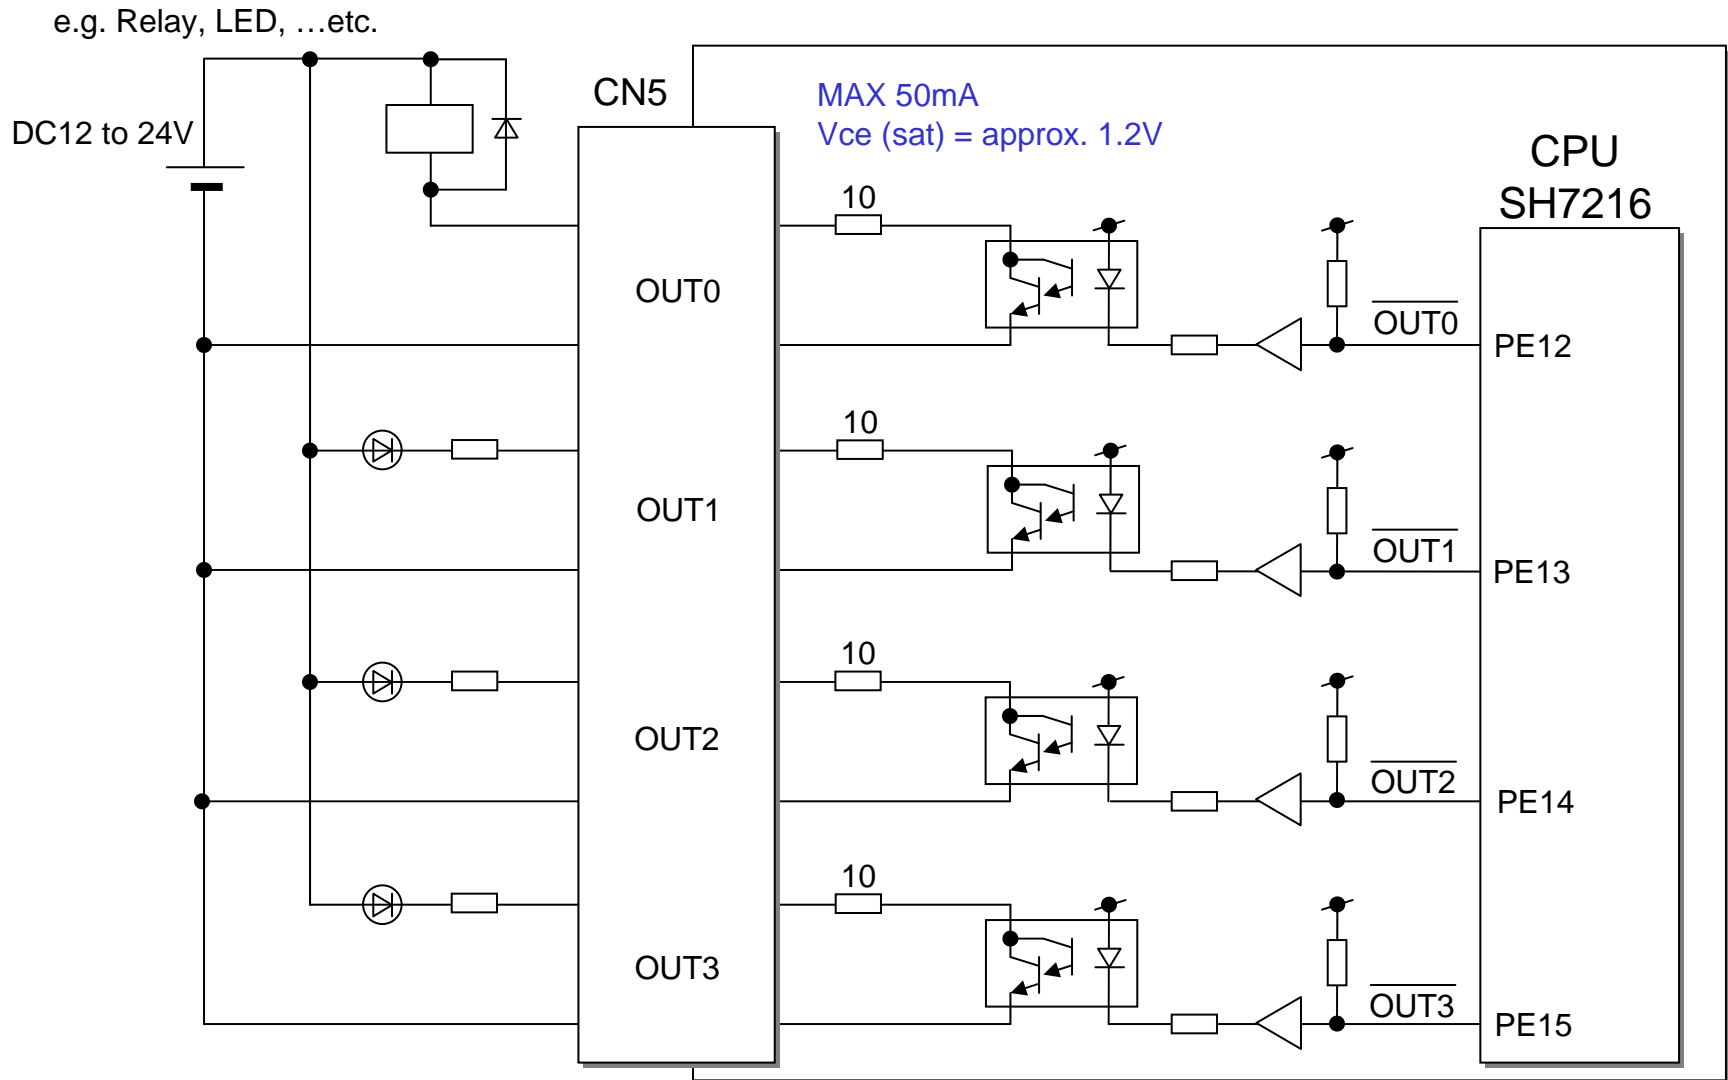 e.g. Relay, LED, …etc.
DC12 to 24V
CN5
MAX 50mA
Vce (sat) = approx. 1.2V
CPU
SH7216
10
OUT0
OUT0
PE12
10
OUT1
OUT1
PE13
10
OUT2
OUT2
PE14
10
OUT3
OUT3
PE15